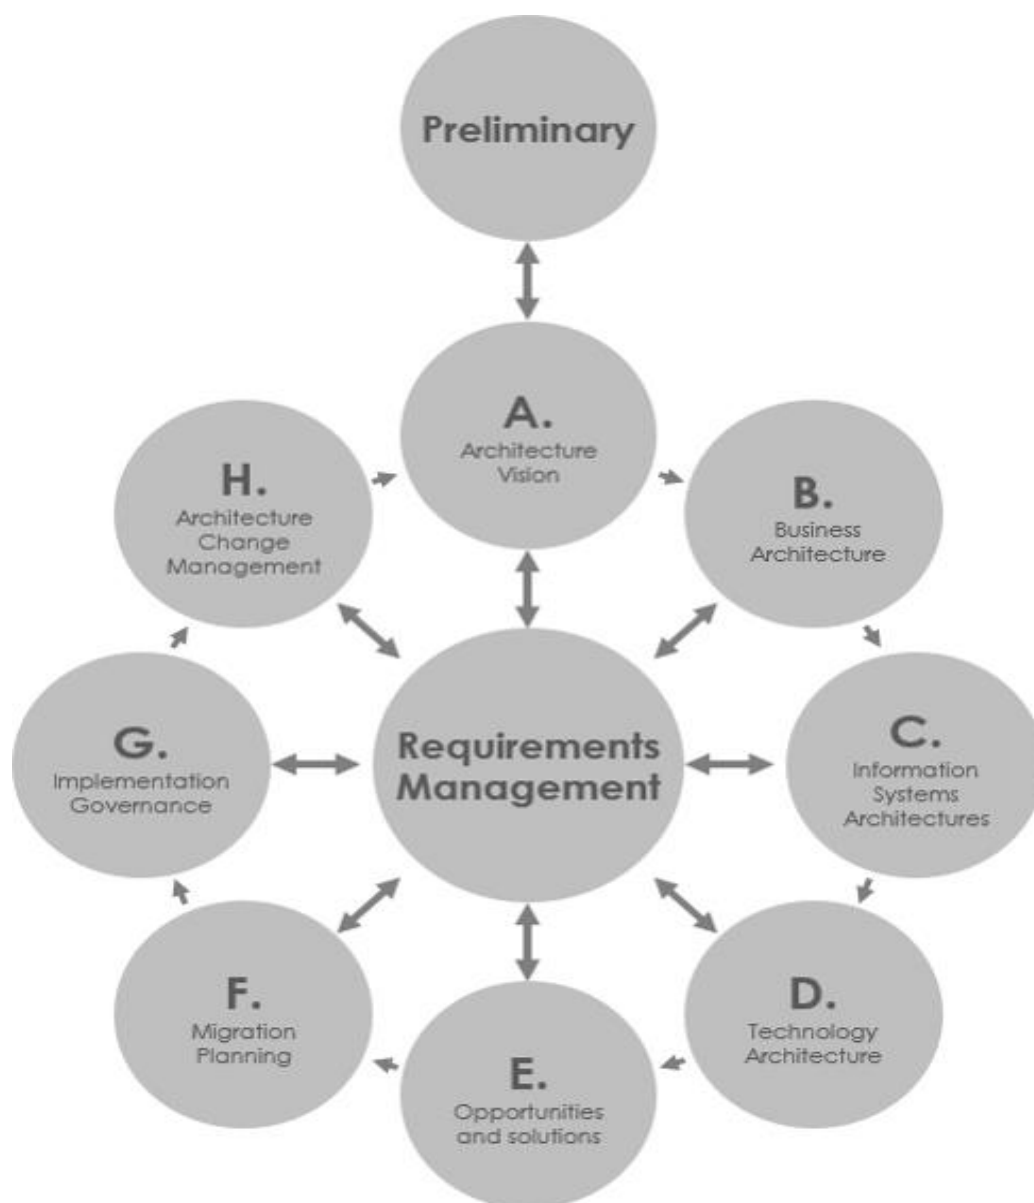 Preliminary
A.
Architecture
Vision
B.
Business
Architecture
C.
Information
Systems
Architectures
D.
Technology
Architecture
E.
Opportunities
and solutions
F.
Migration
Planning
G.
Implementation
Governance
H.
Architecture
Change
Management
Requirements
Management